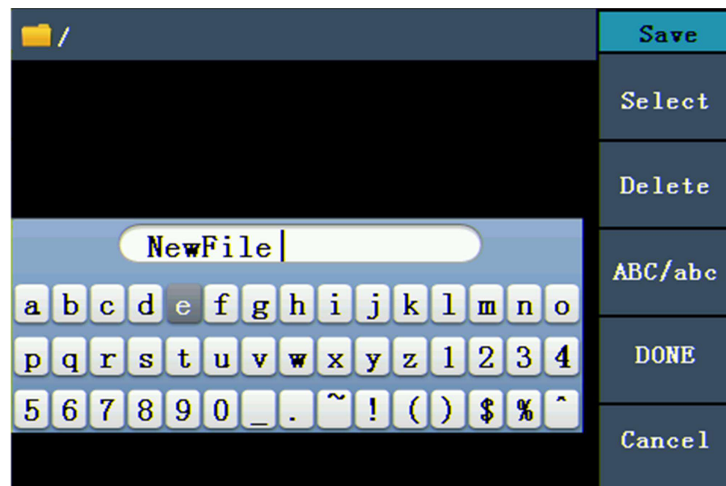 /
Save
Select
Delete
ABC/abc
DONE
Cancel
NewFile
a b c d e f g h i j k l m n o
p q r s t u v w x y z 1 2 3 4
5 6 7 8 9 0 _ . ~ ! ( ) $ % ^